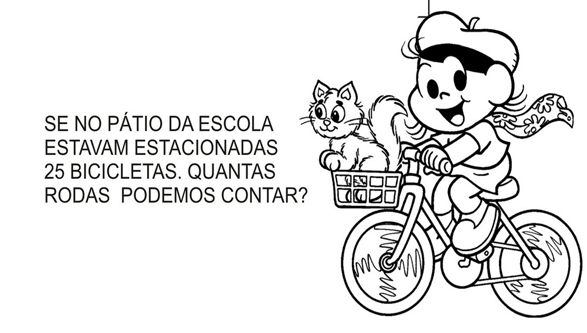 SE NO PÁTIO DA ESCOLA
ESTAVAM ESTACIONADAS
25 BICICLETAS. QUANTAS
RODAS PODEMOS CONTAR?